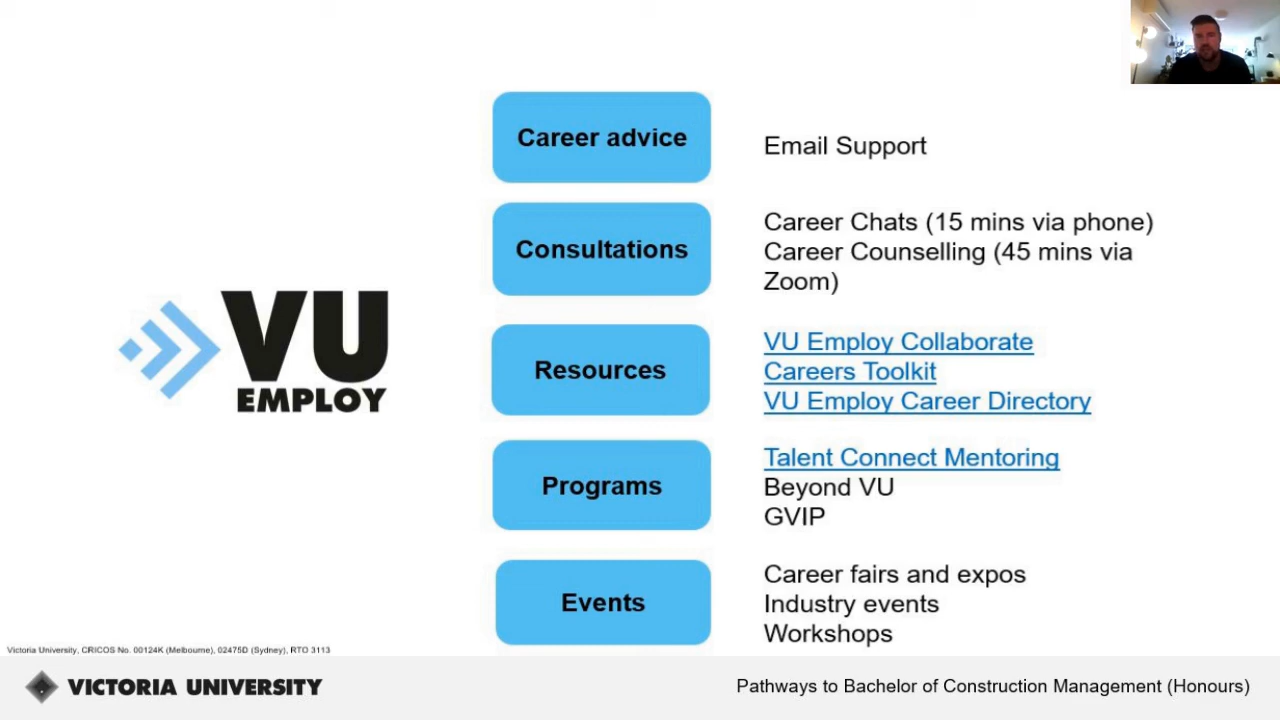 Career advice
Email Support
Consultations
Career Chats (15 mins via phone)
Career Counselling (45 mins via
Zoom)
VU
EMPLOY
Resources
VU Employ Collaborate
Careers Toolkit
VU Employ Career Directory
Programs
Talent Connect Mentoring
Beyond VU
GVIP
Events
Career fairs and expos
Industry events
Workshops
Victoria University, CRICOS No. 00124K (Melbourne), 02475D (Sydney), RTO 3113
VICTORIA UNIVERSITY
Pathways to Bachelor of Construction Management (Honours)